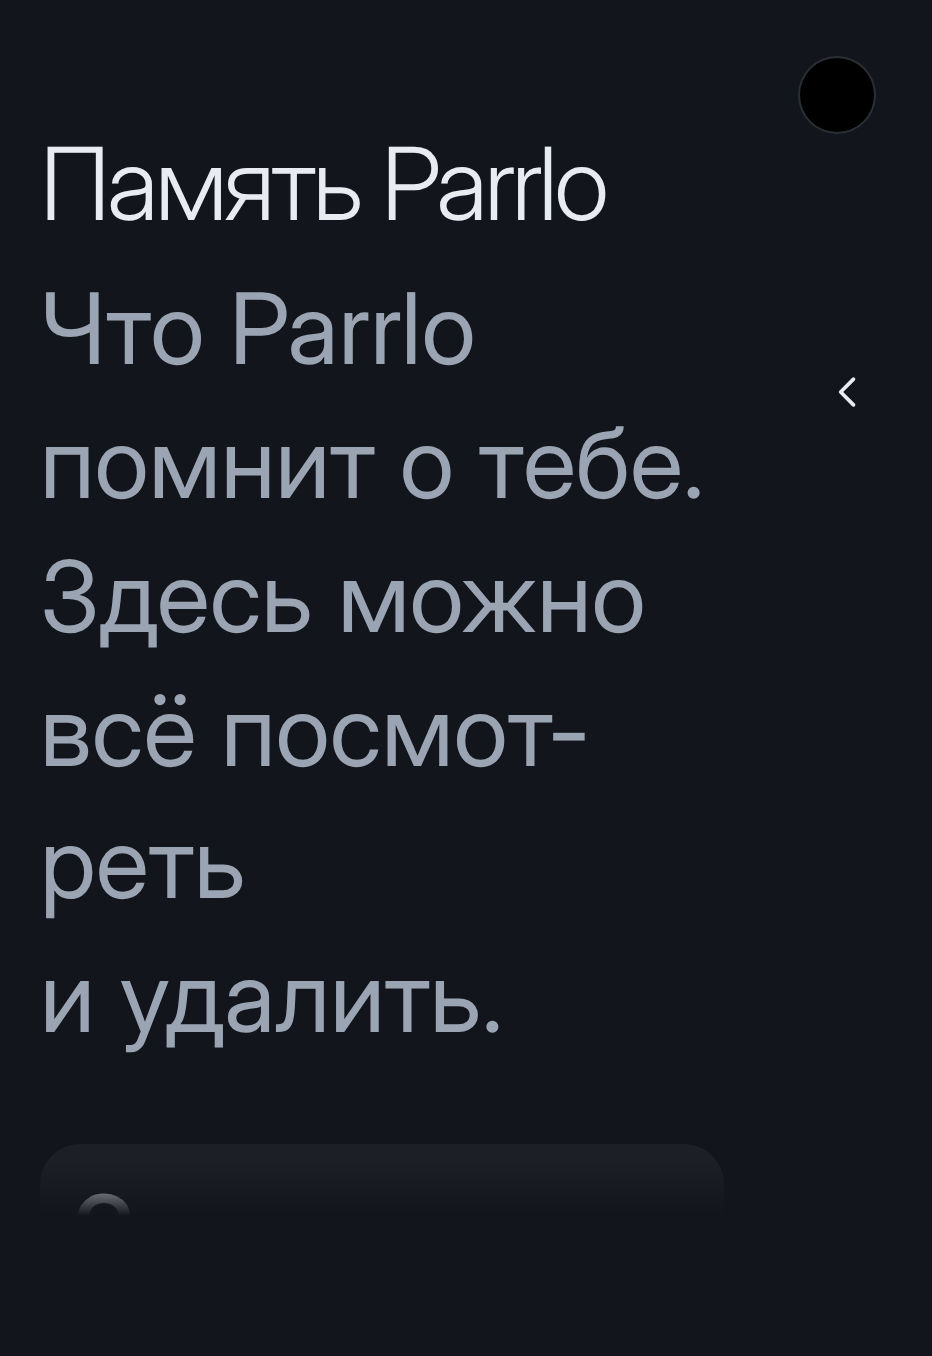 Память Parrlo
Что Parrlo
помнит о тебе.
Здесь можно
всё посмот-
реть
и удалить.